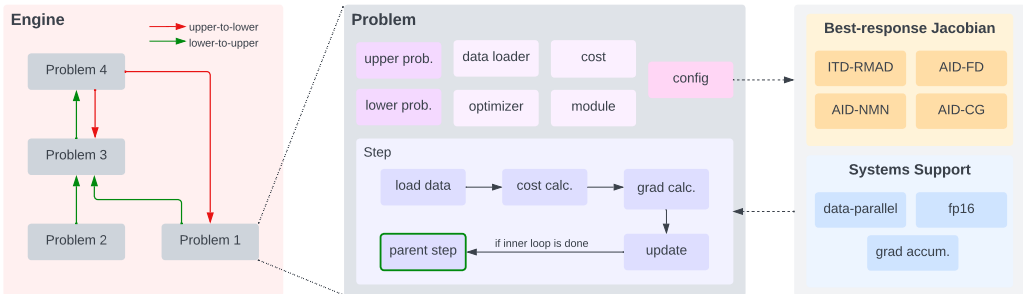 Engine
upper-to-lower
lower-to-upper
Problem 4
Problem 3
Problem 2
Problem 1
Problem
upper prob.
data loader
cost
config
lower prob.
optimizer
module
Step
load data
cost calc.
grad calc.
parent step
if inner loop is done
update
Best-response Jacobian
ITD-RMAD
AID-FD
AID-NMN
AID-CG
Systems Support
data-parallel
fp16
grad accum.